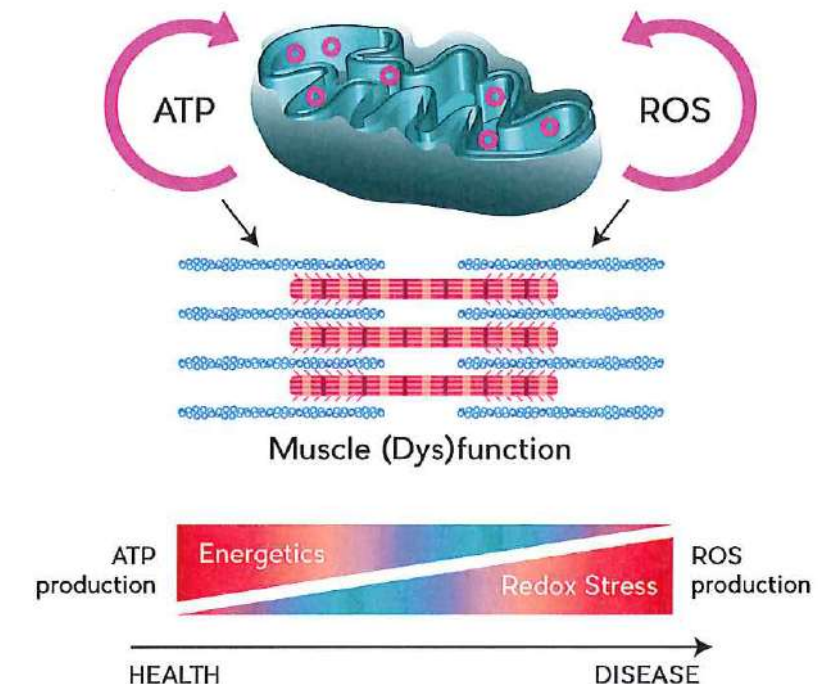 ATP
ROS
Muscle (Dys)function
ATP
production
Energetics
Redox Stress
ROS
production
HEALTH
DISEASE